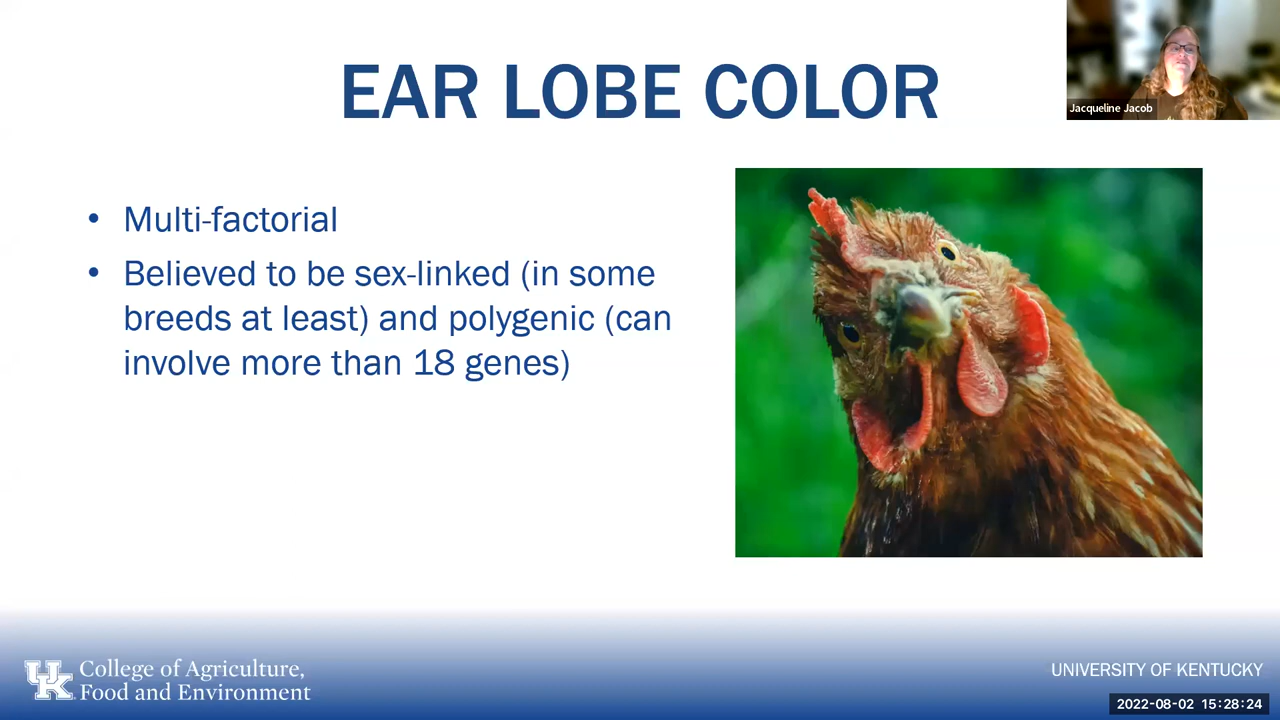 EAR LOBE COLOR
Jacqueline Jacob
• Multi-factorial
• Believed to be sex-linked (in some
breeds at least) and polygenic (can
involve more than 18 genes)
UK
College of Agriculture,
Food and Environment
UNIVERSITY OF KENTUCKY
2022-08-02 15:28:24